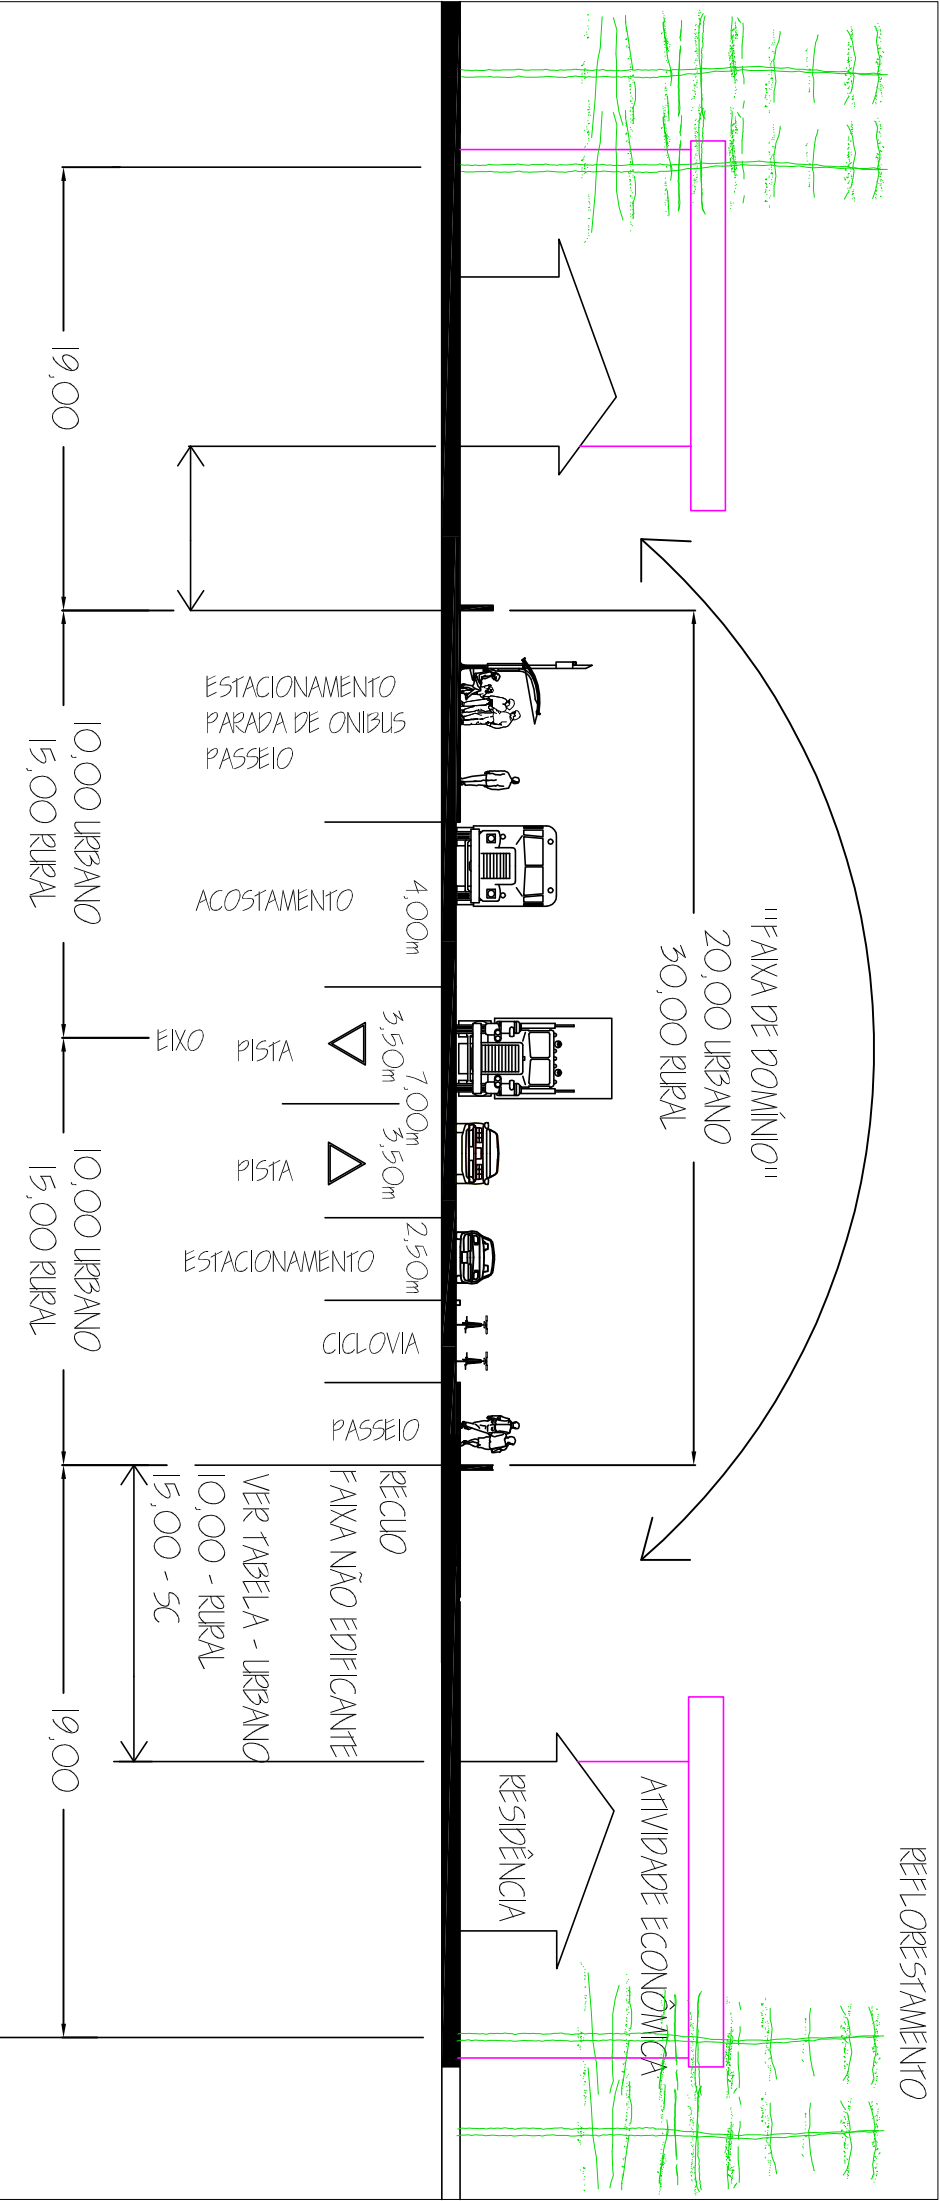 REFLORESTAMENTO
"FAIXA DE DOMÍNIO"
20,00 URBANO
30,00 RURAL
ATIVIDADE ECONÔMICA
RESIDÊNCIA
ESTACIONAMENTO
PARADA DE ONIBUS
PASSEIO
4,00m
ACOSTAMENTO
EIXO
7,00m
3,50m
PISTA
3,50m
PISTA
2,50m
ESTACIONAMENTO
CICLOVIA
PASSEIO
RECUO
FAIXA NÃO EDIFICANTE
VER TABELA - URBANO
10,00 - RURAL
15,00 - SC
19,00
10,00 URBANO
15,00 RURAL
10,00 URBANO
15,00 RURAL
19,00